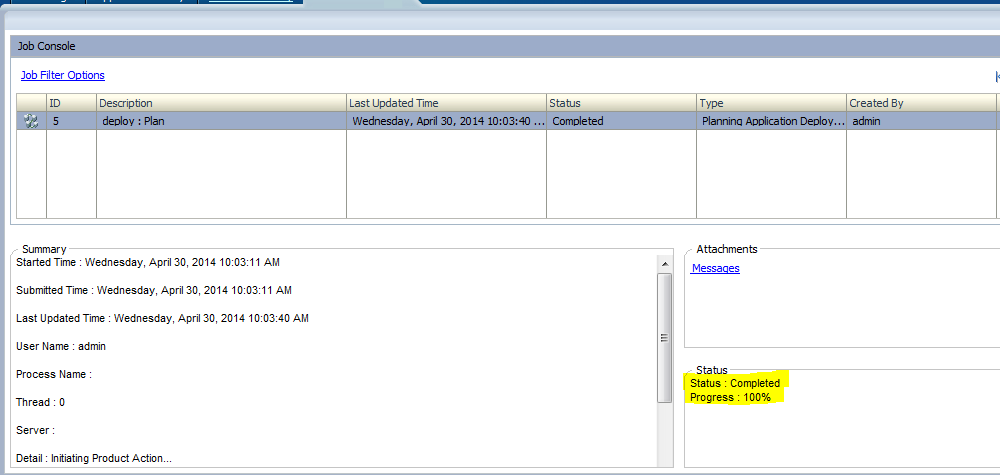 Job Console
Job Filter Options
ID Description Last Updated Time Status Type Created By
5 deploy : Plan Wednesday, April 30, 2014 10:03:40 ... Completed Planning Application Deploy... admin
Summary
Started Time : Wednesday, April 30, 2014 10:03:11 AM
Submitted Time : Wednesday, April 30, 2014 10:03:11 AM
Last Updated Time : Wednesday, April 30, 2014 10:03:40 AM
User Name : admin
Process Name :
Thread : 0
Server :
Detail : Initiating Product Action...
Attachments
Messages
Status
Status : Completed
Progress : 100%